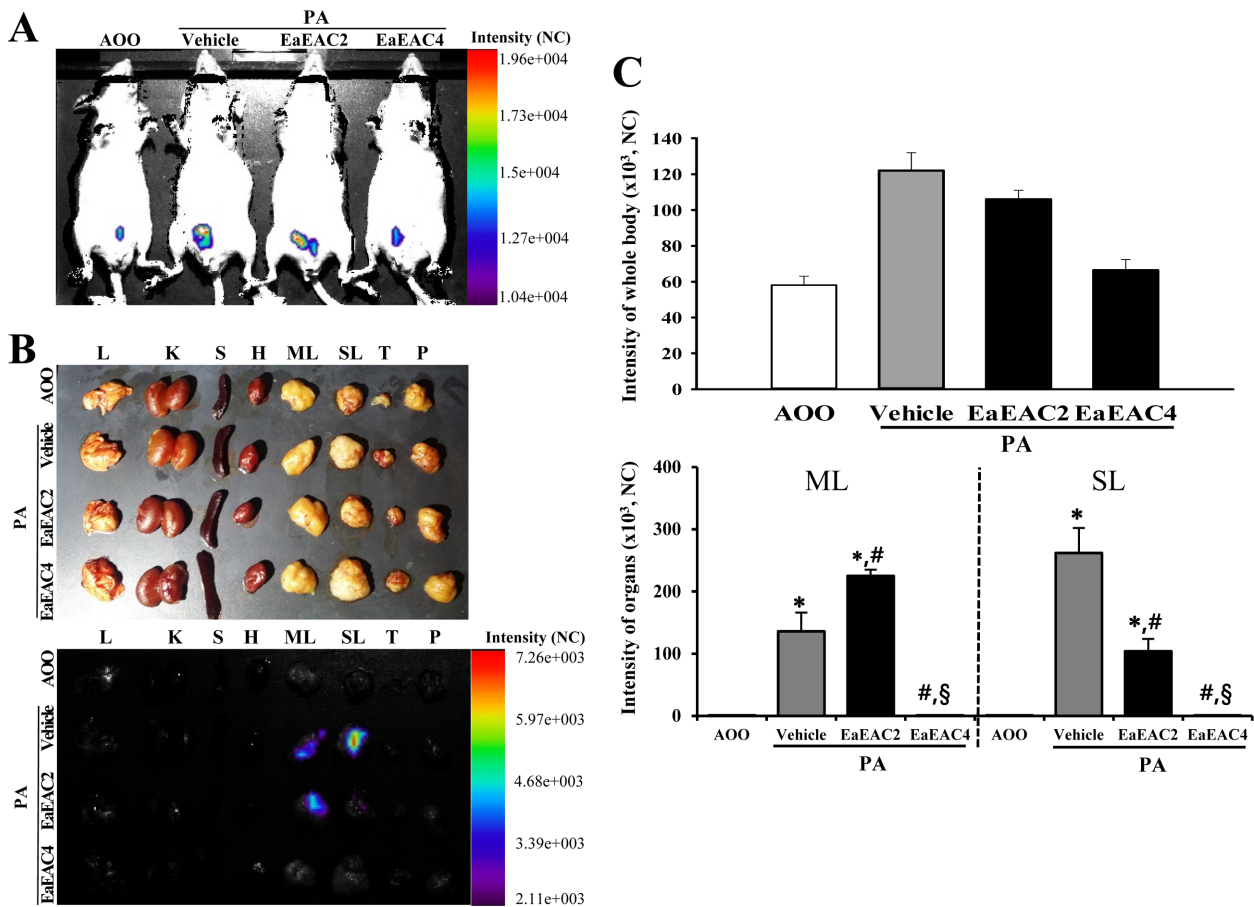 A
PA
AOO Vehicle EaEAC2 EaEAC4 Intensity (NC)
1.96e+004
1.73e+004
1.5e+004
1.27e+004
1.04e+004
B
L K S H ML SL T P
AOO
Vehicle
EaEAC2
EaEAC4
PA
L K S H ML SL T P Intensity (NC)
AOO
Vehicle
EaEAC2
EaEAC4
PA
7.26e+003
5.97e+003
4.68e+003
3.39e+003
2.11e+003
C
Intensity of whole body (x10³, NC)
140
120
100
80
60
40
20
0
AOO Vehicle EaEAC2 EaEAC4
PA
Intensity of organs (x10³, NC)
400
300
200
100
0
ML SL
* *,# #,§ * *,# #,§
AOO Vehicle EaEAC2 EaEAC4 AOO Vehicle EaEAC2 EaEAC4
PA PA